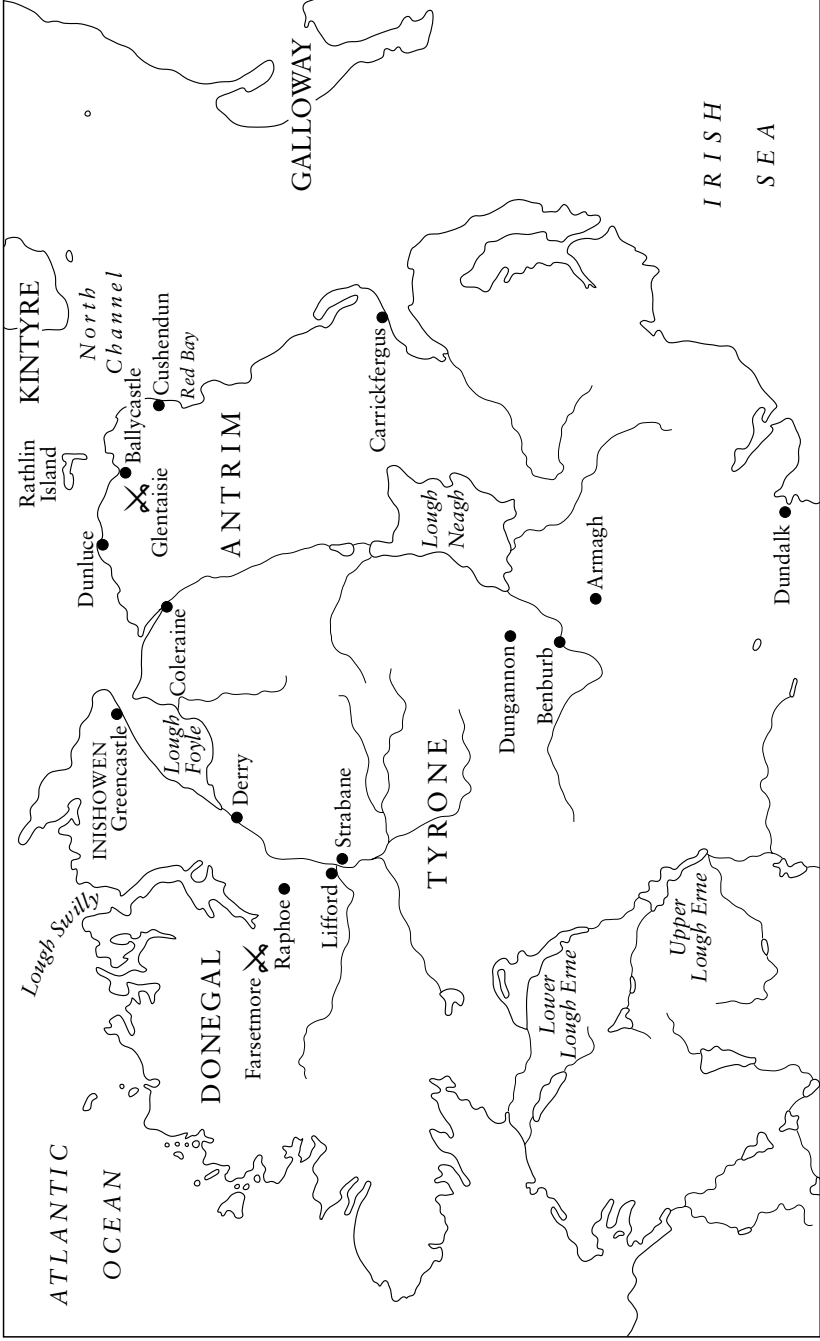 ATLANTIC
OCEAN
Lough Swilly
INISHOWEN
Greencastle
Lough
Foyle
Derry
Coleraine
Dunluce
Rathlin
Island
Ballycastle
Glentaisie
KINTYRE
North
Channel
Cushendun
Red Bay
ANTRIM
GALLOWAY
DONEGAL
Farsetmore
Raphoe
Lifford
Strabane
TYRONE
Carrickfergus
Lough
Neagh
Dungannon
Benburb
Armagh
Lower
Lough Erne
Upper
Lough Erne
Dundalk
IRISH
SEA